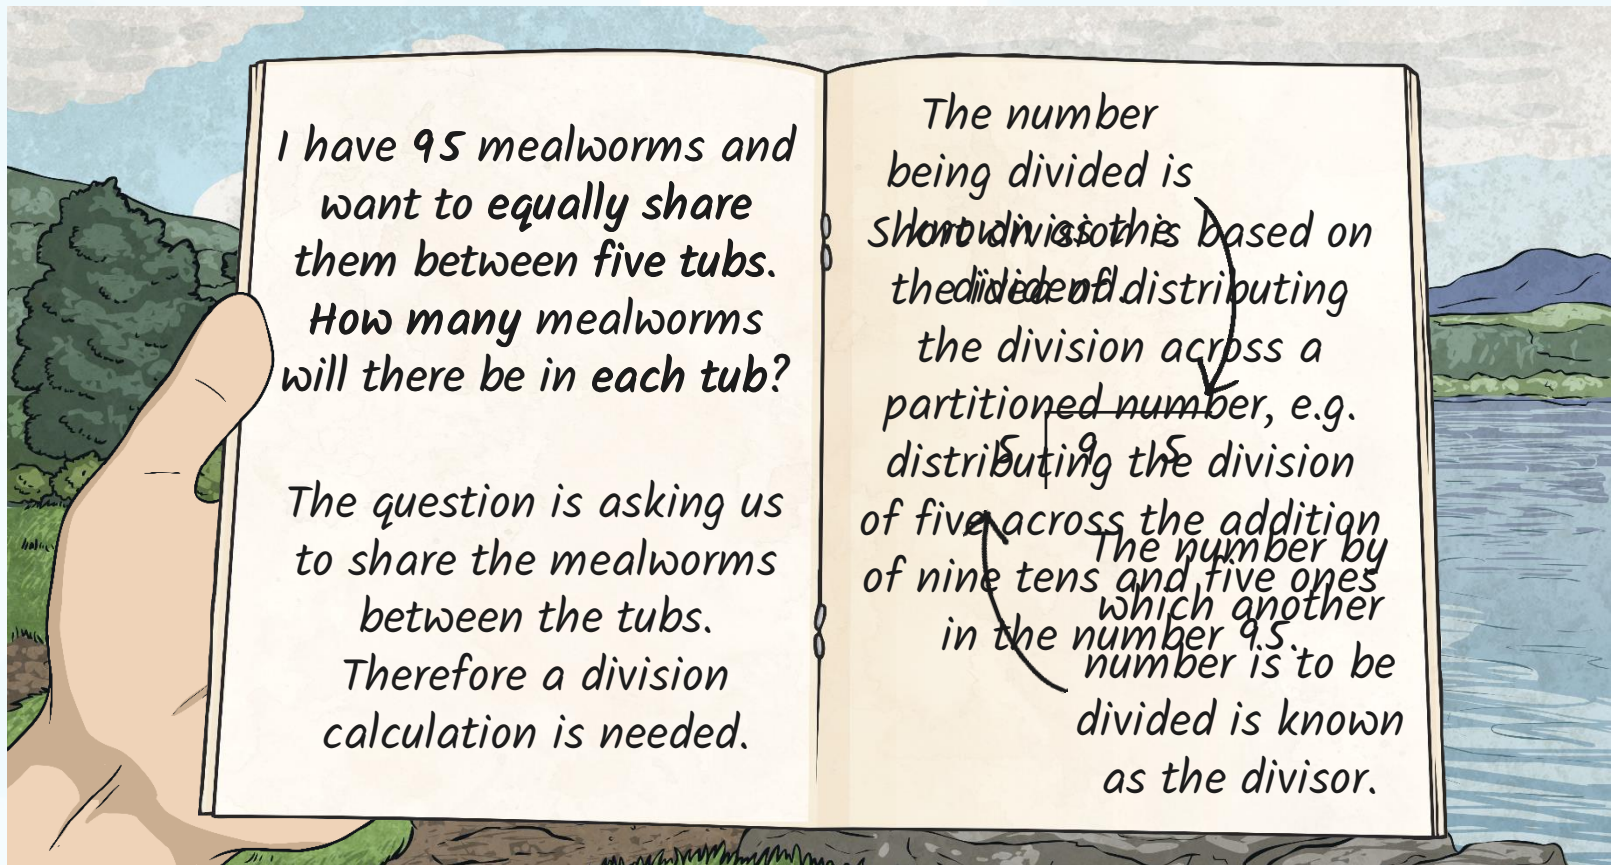 I have 95 mealworms and
want to equally share
them between five tubs.
How many mealworms
will there be in each tub?
The question is asking us
to share the mealworms
between the tubs.
Therefore a division
calculation is needed.
The number
being divided is
known as the
dividend.
Short division is based on
the idea of distributing
the division across a
partitioned number, e.g.
distributing the division
of five across the addition
of nine tens and five ones
in the number 95.
5 9 5
The number by
which another
number is to be
divided is known
as the divisor.